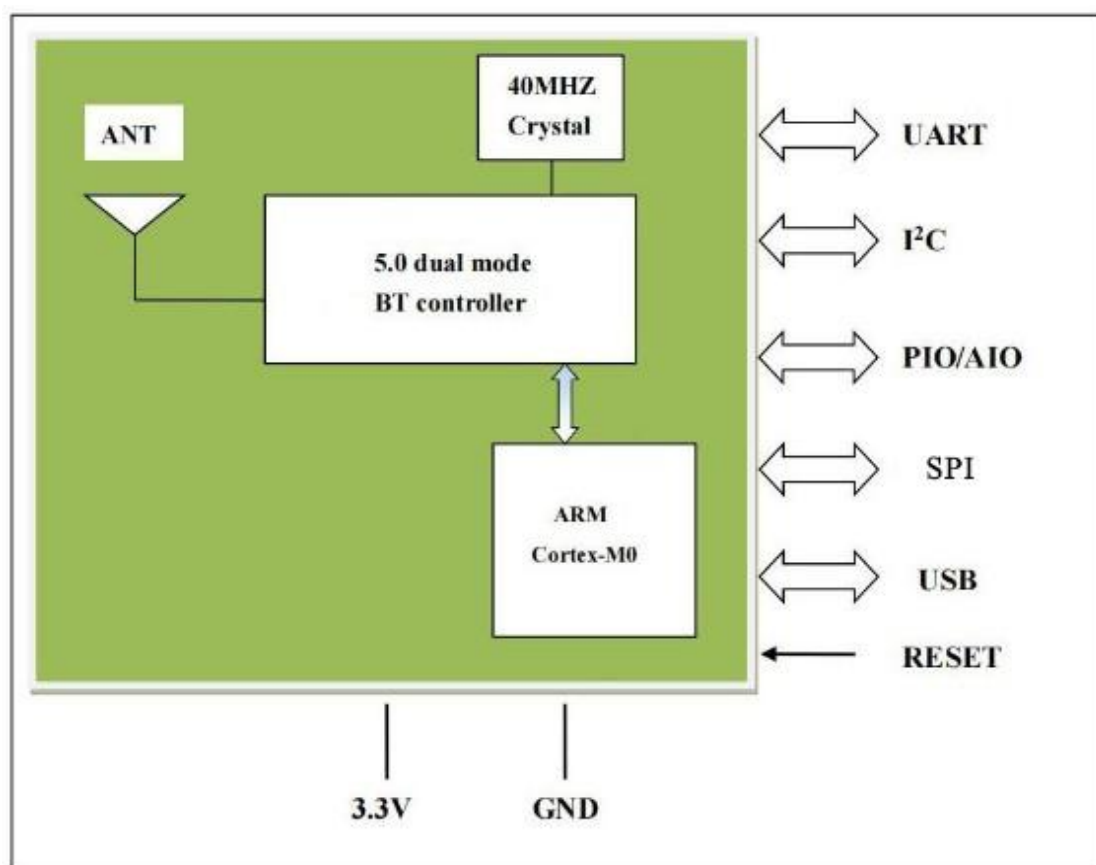 40MHZ
Crystal
ANT
UART
I²C
5.0 dual mode
BT controller
PIO/AIO
SPI
ARM
Cortex-M0
USB
RESET
3.3V
GND